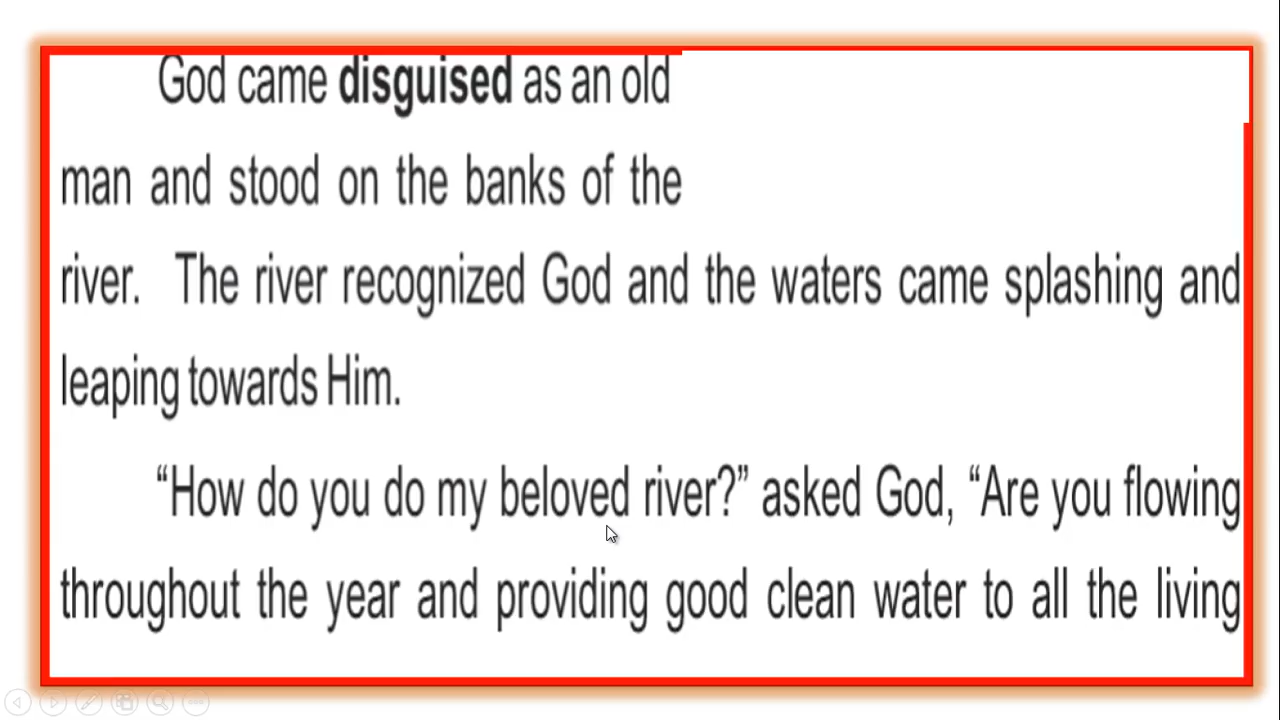 God came disguised as an old
man and stood on the banks of the
river. The river recognized God and the waters came splashing and
leaping towards Him.
“How do you do my beloved river?” asked God, “Are you flowing
throughout the year and providing good clean water to all the living